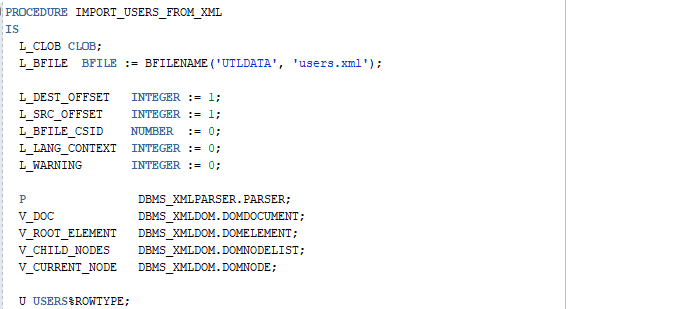 PROCEDURE IMPORT_USERS_FROM_XML
IS
L_CLOB CLOB;
L_BFILE BFILE := BFILENAME('UTLDATA', 'users.xml');
L_DEST_OFFSET INTEGER := 1;
L_SRC_OFFSET INTEGER := 1;
L_BFILE_CSID NUMBER := 0;
L_LANG_CONTEXT INTEGER := 0;
L_WARNING INTEGER := 0;
P DBMS_XMLPARSER.PARSER;
V_DOC DBMS_XMLDOM.DOMDOCUMENT;
V_ROOT_ELEMENT DBMS_XMLDOM.DOMELEMENT;
V_CHILD_NODES DBMS_XMLDOM.DOMNODELIST;
V_CURRENT_NODE DBMS_XMLDOM.DOMNODE;
U USERS%ROWTYPE;